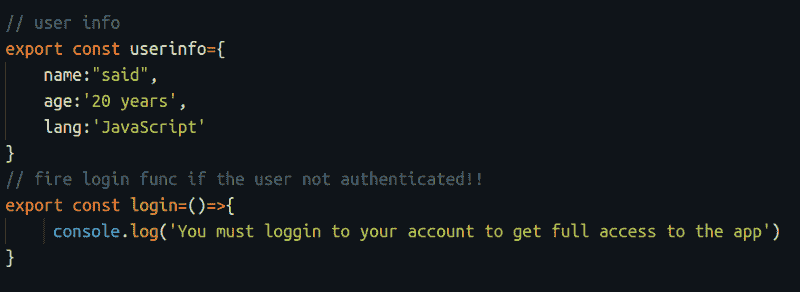 // user info
export const userinfo={
    name:"said",
    age:'20 years',
    lang:'JavaScript'
}
// fire login func if the user not authenticated!!
export const login=()=>{
    console.log('You must loggin to your account to get full access to the app')
}